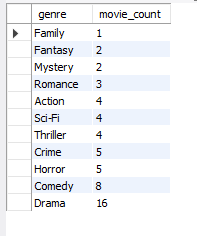 genre movie_count
Family 1
Fantasy 2
Mystery 2
Romance 3
Action 4
Sci-Fi 4
Thriller 4
Crime 5
Horror 5
Comedy 8
Drama 16